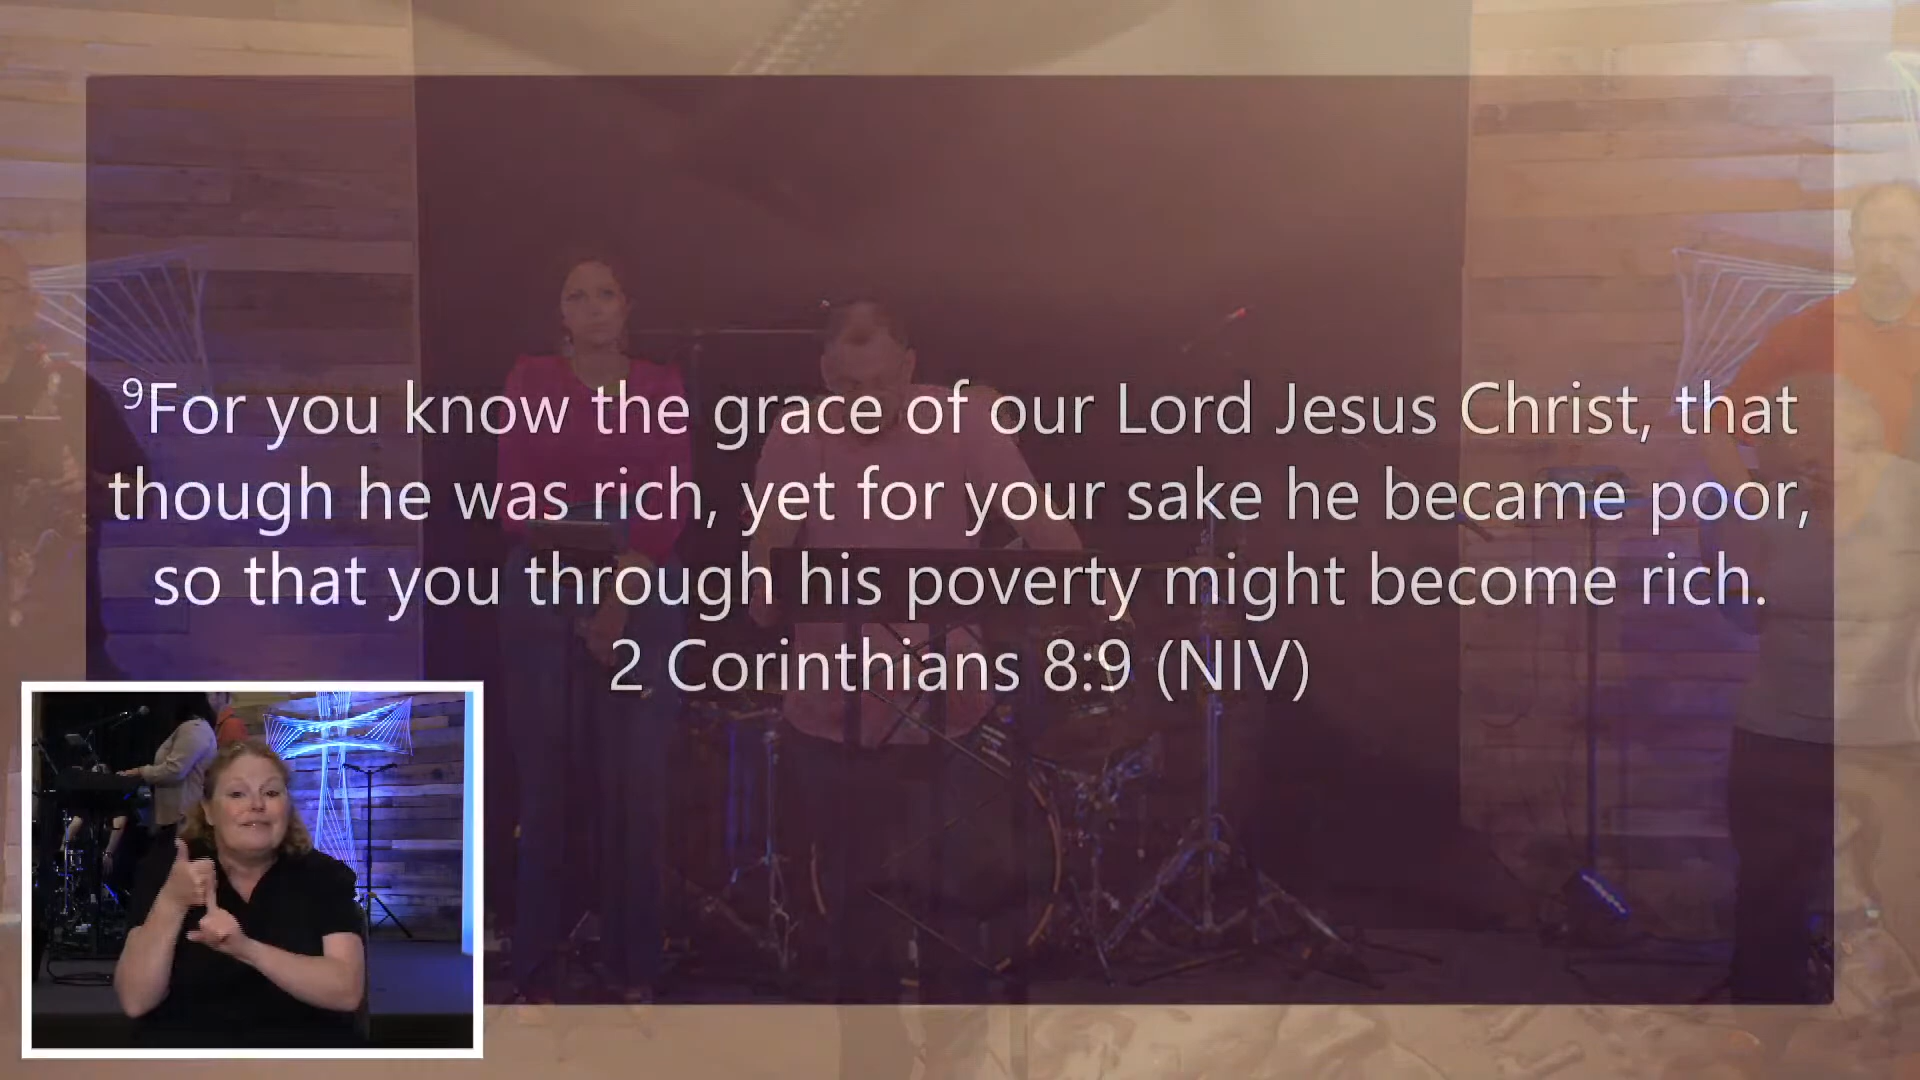 ⁹For you know the grace of our Lord Jesus Christ, that
though he was rich, yet for your sake he became poor,
so that you through his poverty might become rich.
2 Corinthians 8:9 (NIV)